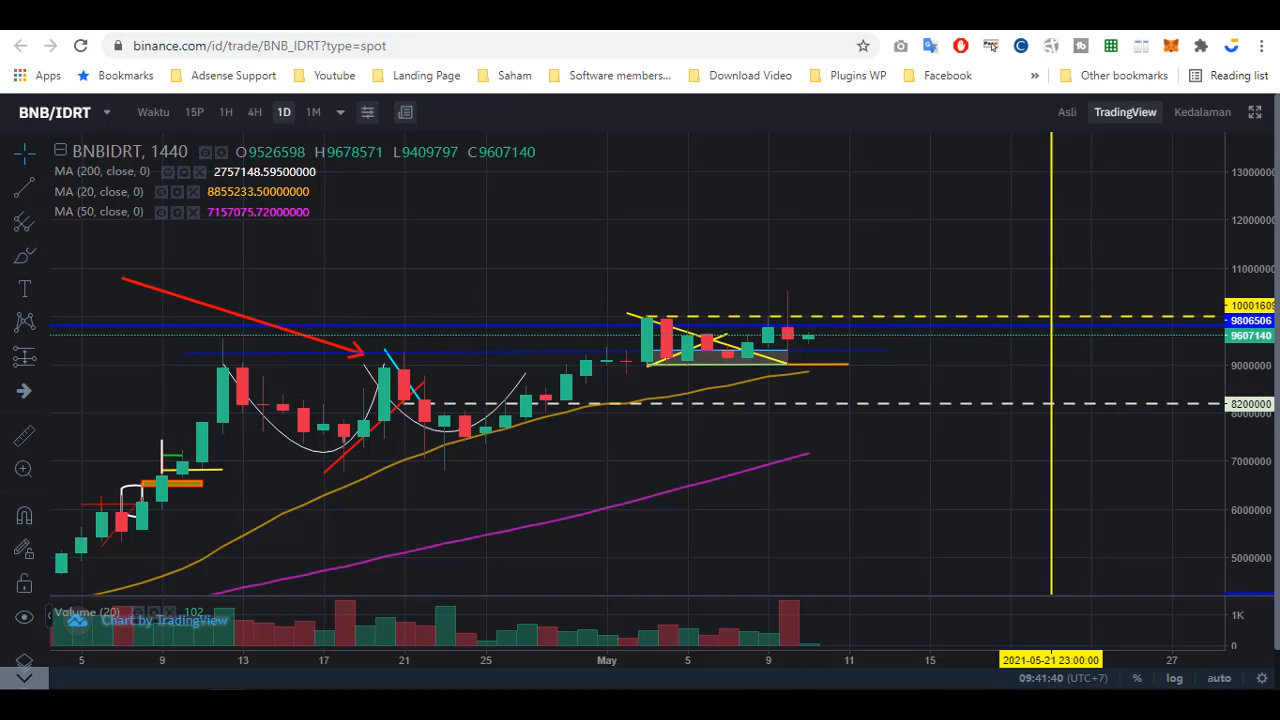 binance.com/id/trade/BNB_IDRT?type=spot
Apps Bookmarks Adsense Support Youtube Landing Page Saham Software members... Download Video Plugins WP Facebook » Other bookmarks Reading list
BNB/IDRT Waktu 15P 1H 4H 1D 1M Asli TradingView Kedalaman
BNBIDRT, 1440 O9526598 H9678571 L9409797 C9607140
MA (200, close, 0) 2757148.59500000
MA (20, close, 0) 8855233.50000000
MA (50, close, 0) 7157075.72000000
13000000
12000000
11000000
10001609
9806506
9607140
9000000
8200000
8000000
7000000
6000000
5000000
Volume (20) 102
Chart by TradingView
1K
0
5 9 13 17 21 25 May 5 9 11 15 2021-05-21 23:00:00 27
09:41:40 (UTC+7) % log auto